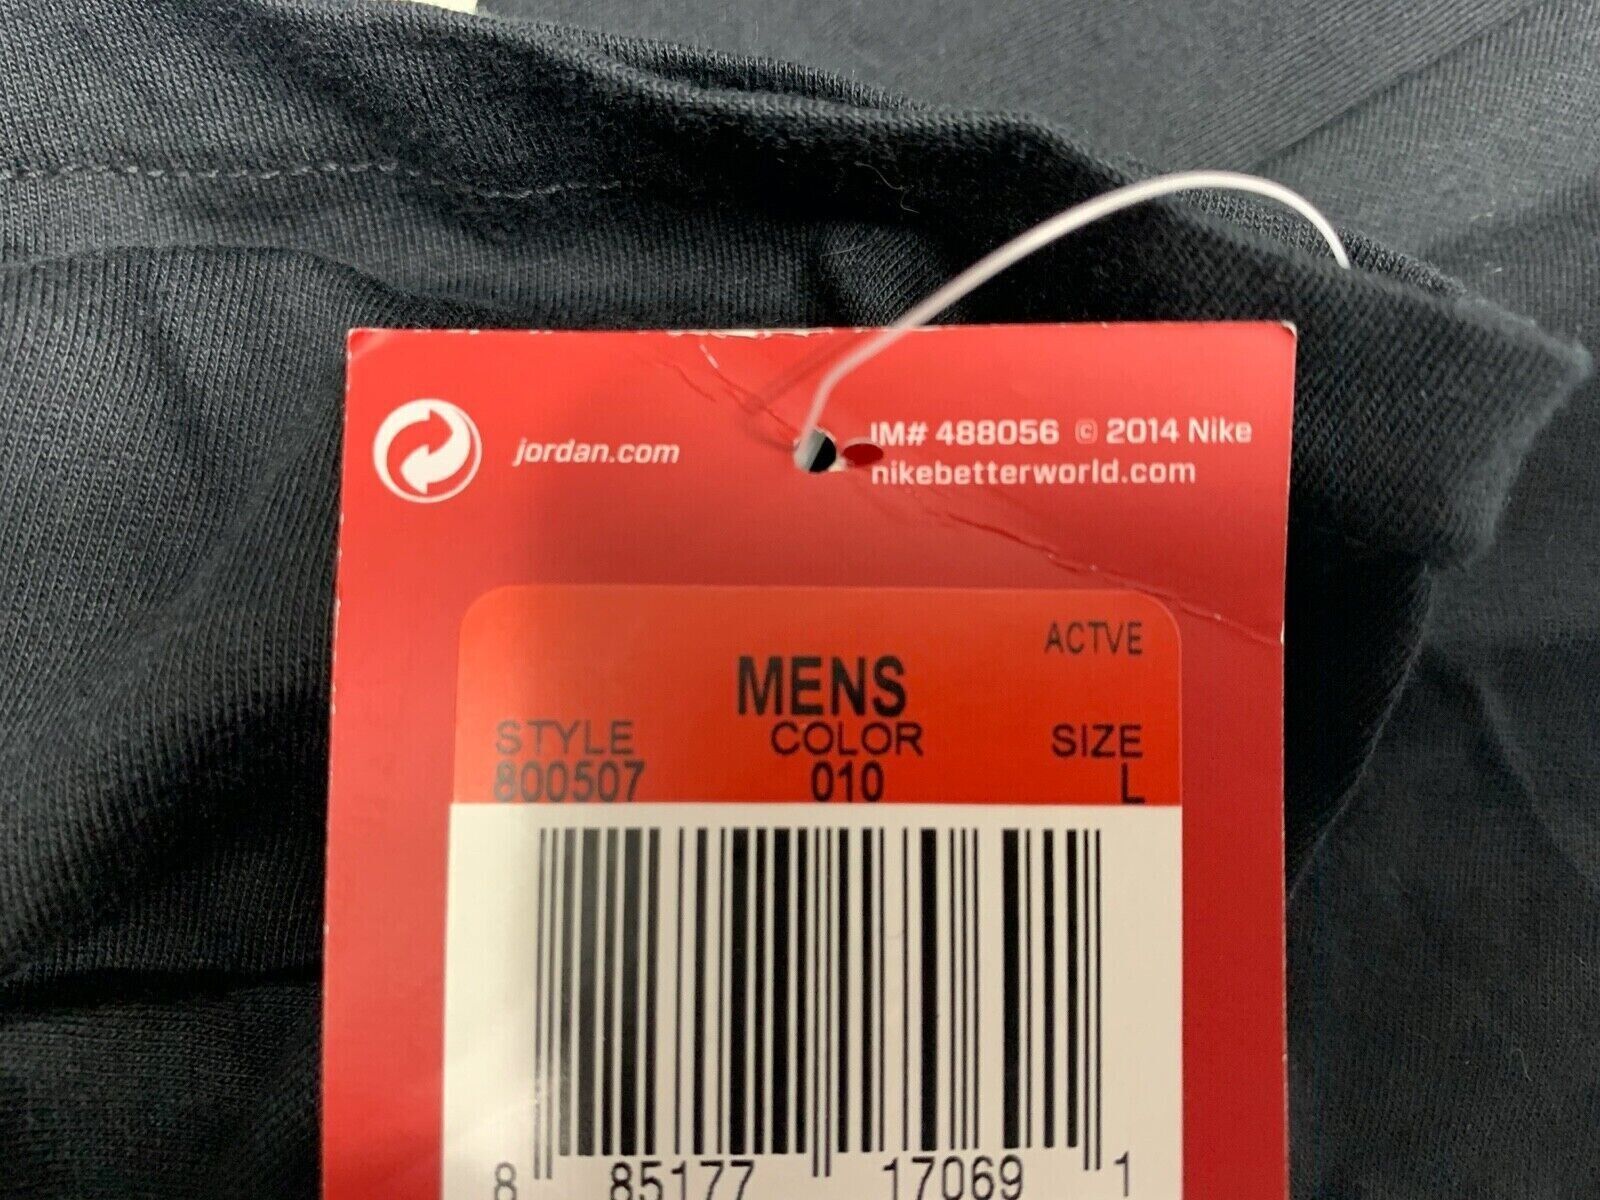 jordan.com
IM# 488056 © 2014 Nike
nikebetterworld.com
ACTVE
MENS
STYLE COLOR SIZE
800507 010 L
8 85177 17069 1